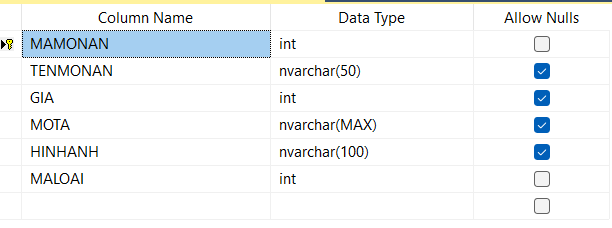 Column Name Data Type Allow Nulls
MAMONAN int
TENMONAN nvarchar(50)
GIA int
MOTA nvarchar(MAX)
HINHANH nvarchar(100)
MALOAI int